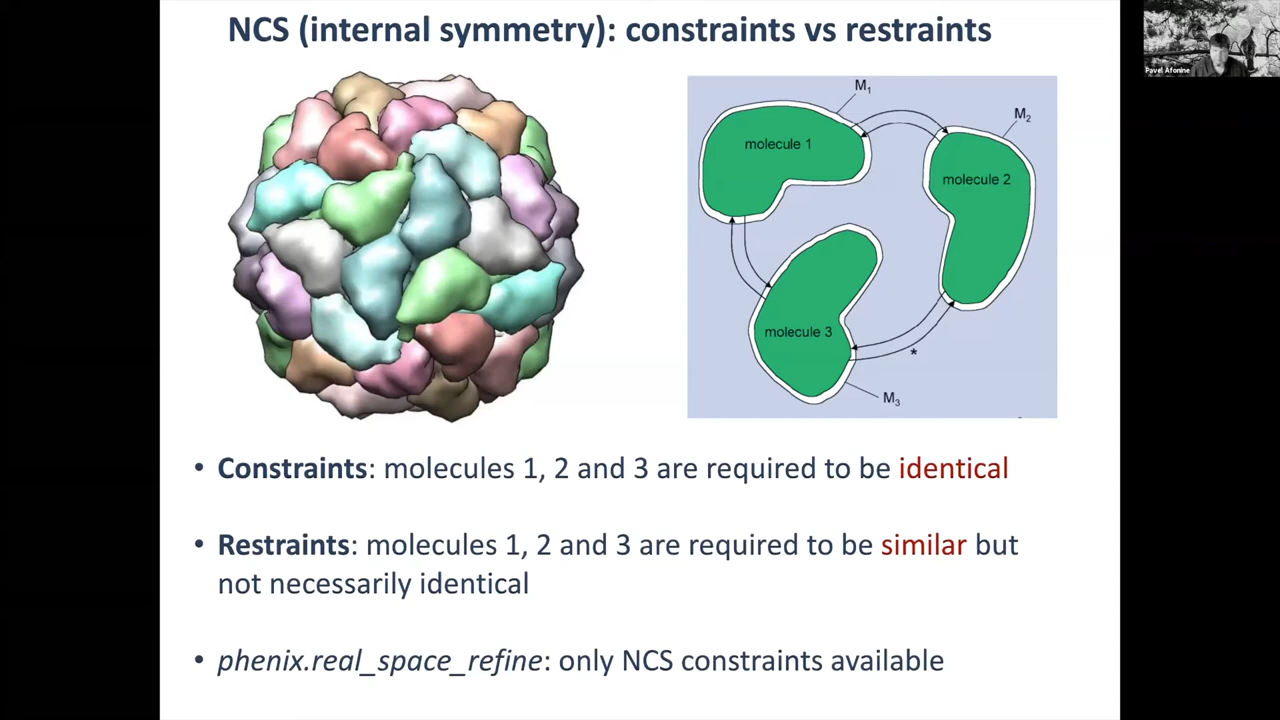 NCS (internal symmetry): constraints vs restraints
Pavel Afonine
M1
M2
molecule 1
molecule 2
molecule 3
*
M3
• Constraints: molecules 1, 2 and 3 are required to be identical
• Restraints: molecules 1, 2 and 3 are required to be similar but
not necessarily identical
• phenix.real_space_refine: only NCS constraints available